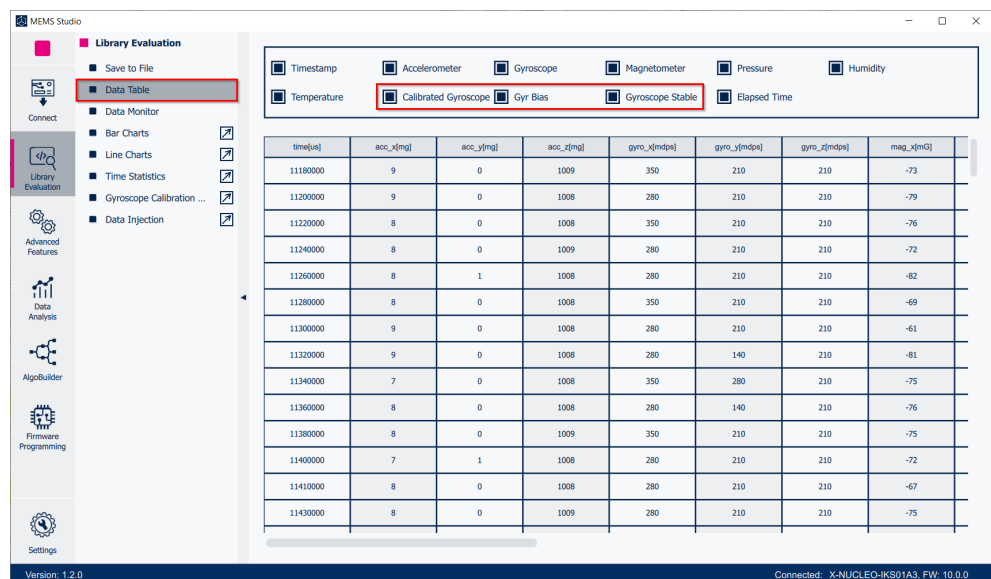 MEMS Studio
Connect
Library
Evaluation
Advanced
Features
Data
Analysis
AlgoBuilder
Firmware
Programming
Settings
Library Evaluation
Save to File
Data Table
Data Monitor
Bar Charts
Line Charts
Time Statistics
Gyroscope Calibration ...
Data Injection
Timestamp Accelerometer Gyroscope Magnetometer Pressure Humidity
Temperature Calibrated Gyroscope Gyr Bias Gyroscope Stable Elapsed Time
time[us] acc_x[mg] acc_y[mg] acc_z[mg] gyro_x[mdps] gyro_y[mdps] gyro_z[mdps] mag_x[mG]
11180000 9 0 1009 350 210 210 -73
11200000 9 0 1008 280 210 210 -79
11220000 8 0 1008 350 210 210 -76
11240000 8 0 1009 280 210 210 -72
11260000 8 1 1008 280 210 210 -82
11280000 8 0 1008 350 210 210 -69
11300000 9 0 1008 280 210 210 -61
11320000 9 0 1008 280 140 210 -81
11340000 7 0 1008 350 280 210 -75
11360000 8 0 1008 280 140 210 -76
11380000 8 0 1009 350 210 210 -75
11400000 7 1 1008 280 210 210 -72
11410000 8 0 1008 280 210 210 -67
11430000 8 0 1009 280 210 210 -75
Version: 1.2.0 Connected: X-NUCLEO-IKS01A3, FW: 10.0.0